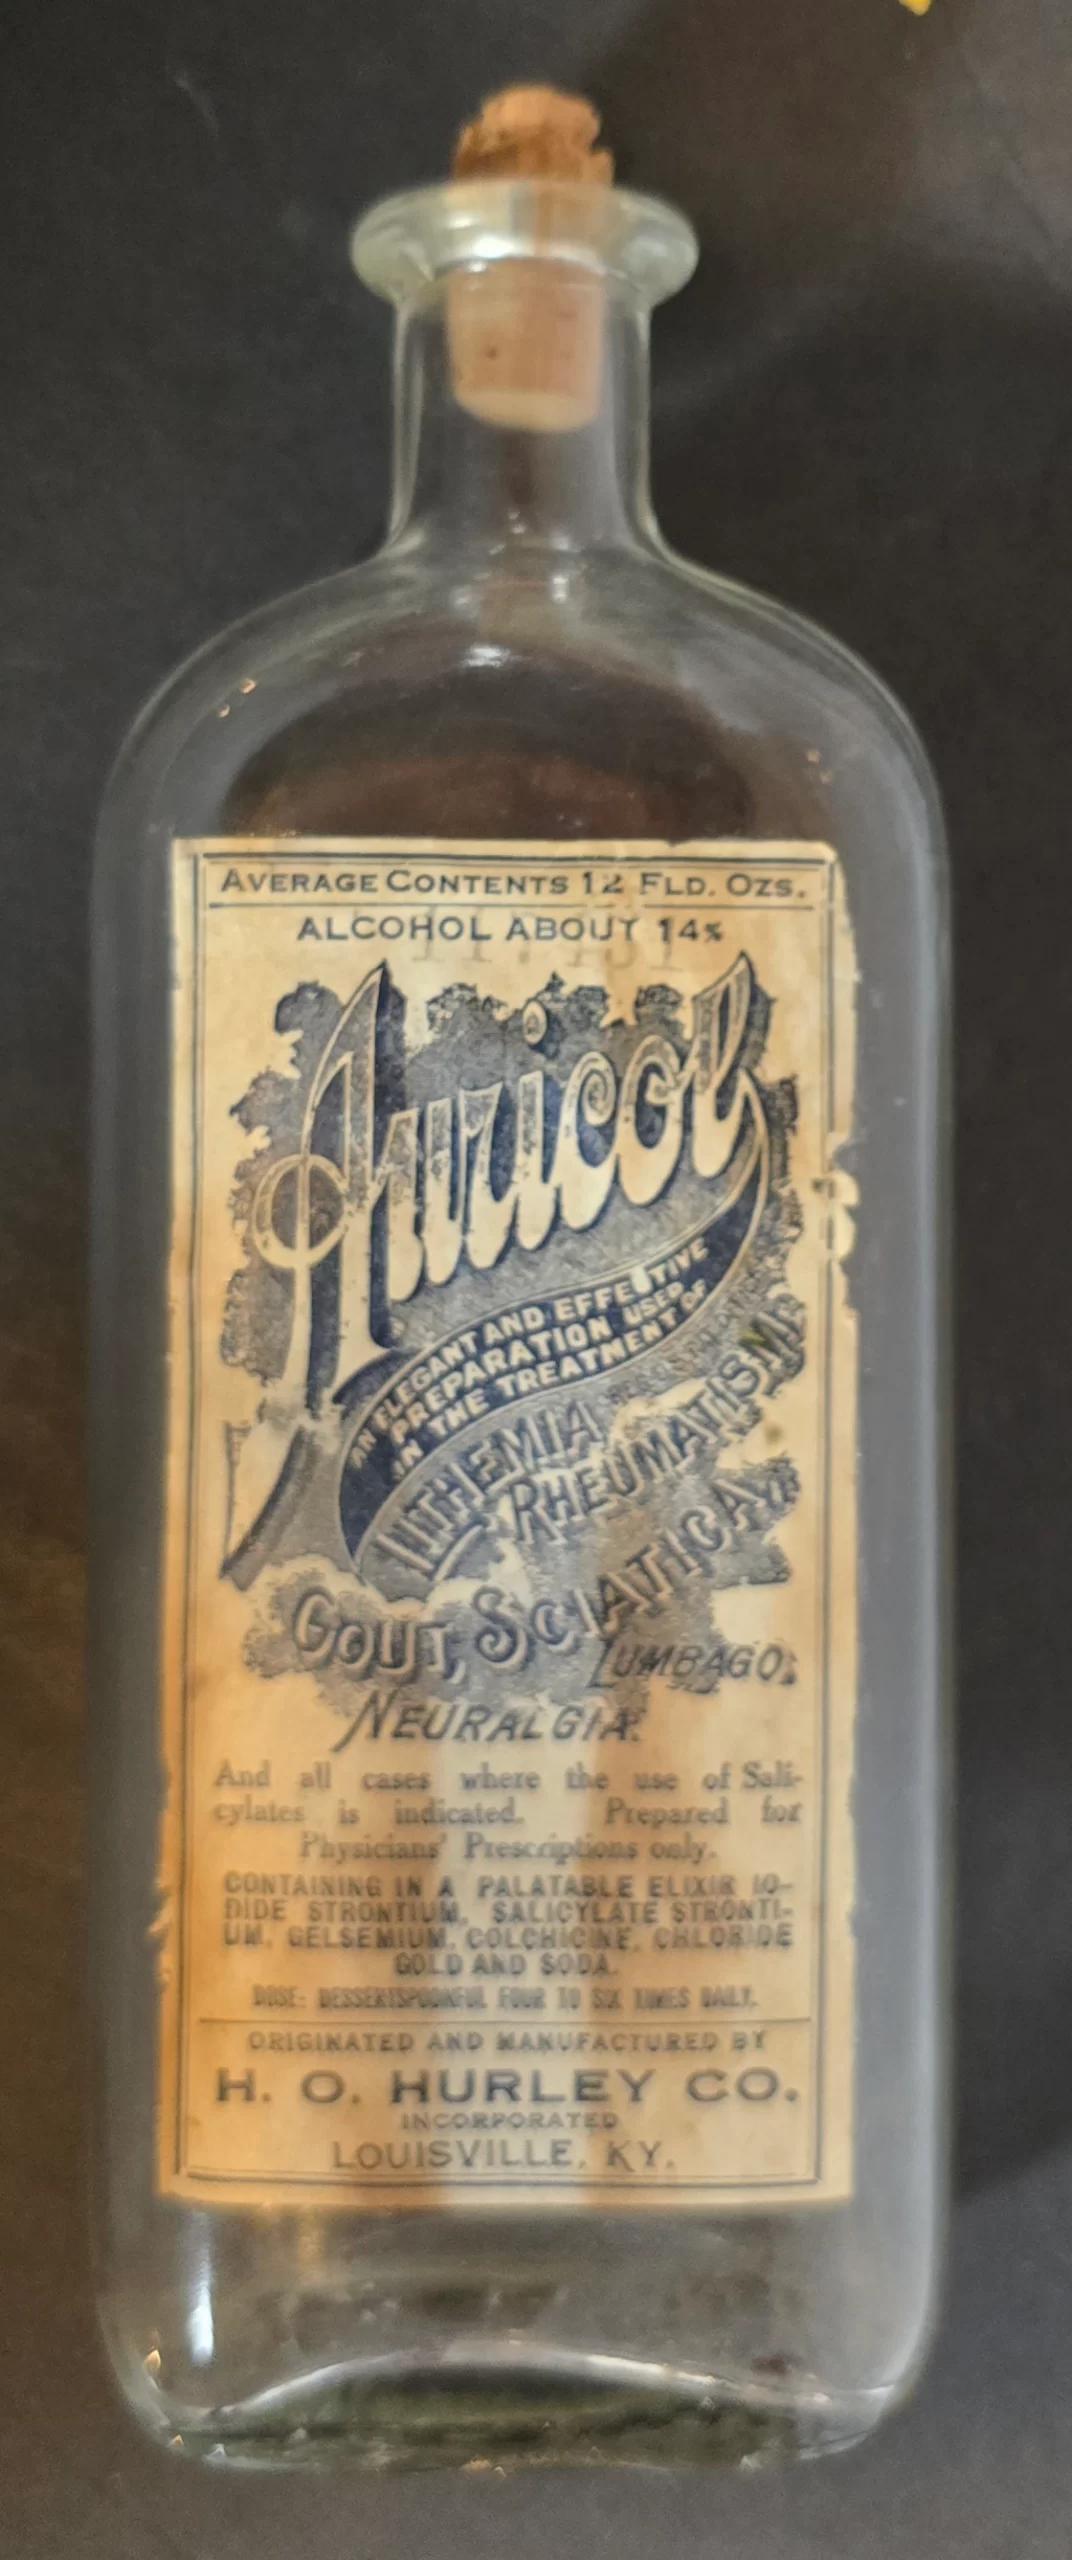 AVERAGE CONTENTS 12 FLD. OZS.
ALCOHOL ABOUT 14%
Auricol
AN ELEGANT AND EFFECTIVE
PREPARATION USED
IN THE TREATMENT OF
LITHEMIA
RHEUMATISM
GOUT, SCIATICA,
LUMBAGO,
NEURALGIA.
And all cases where the use of Sali-
cylates is indicated. Prepared for
Physicians' Prescriptions only.
CONTAINING IN A PALATABLE ELIXIR IO-
DIDE STRONTIUM, SALICYLATE STRONTI-
UM, GELSEMIUM, COLCHICINE, CHLORIDE
GOLD AND SODA.
DOSE: DESSERTSPOONFUL FOUR TO SIX TIMES DAILY.
ORIGINATED AND MANUFACTURED BY
H. O. HURLEY CO.
INCORPORATED
LOUISVILLE, KY.